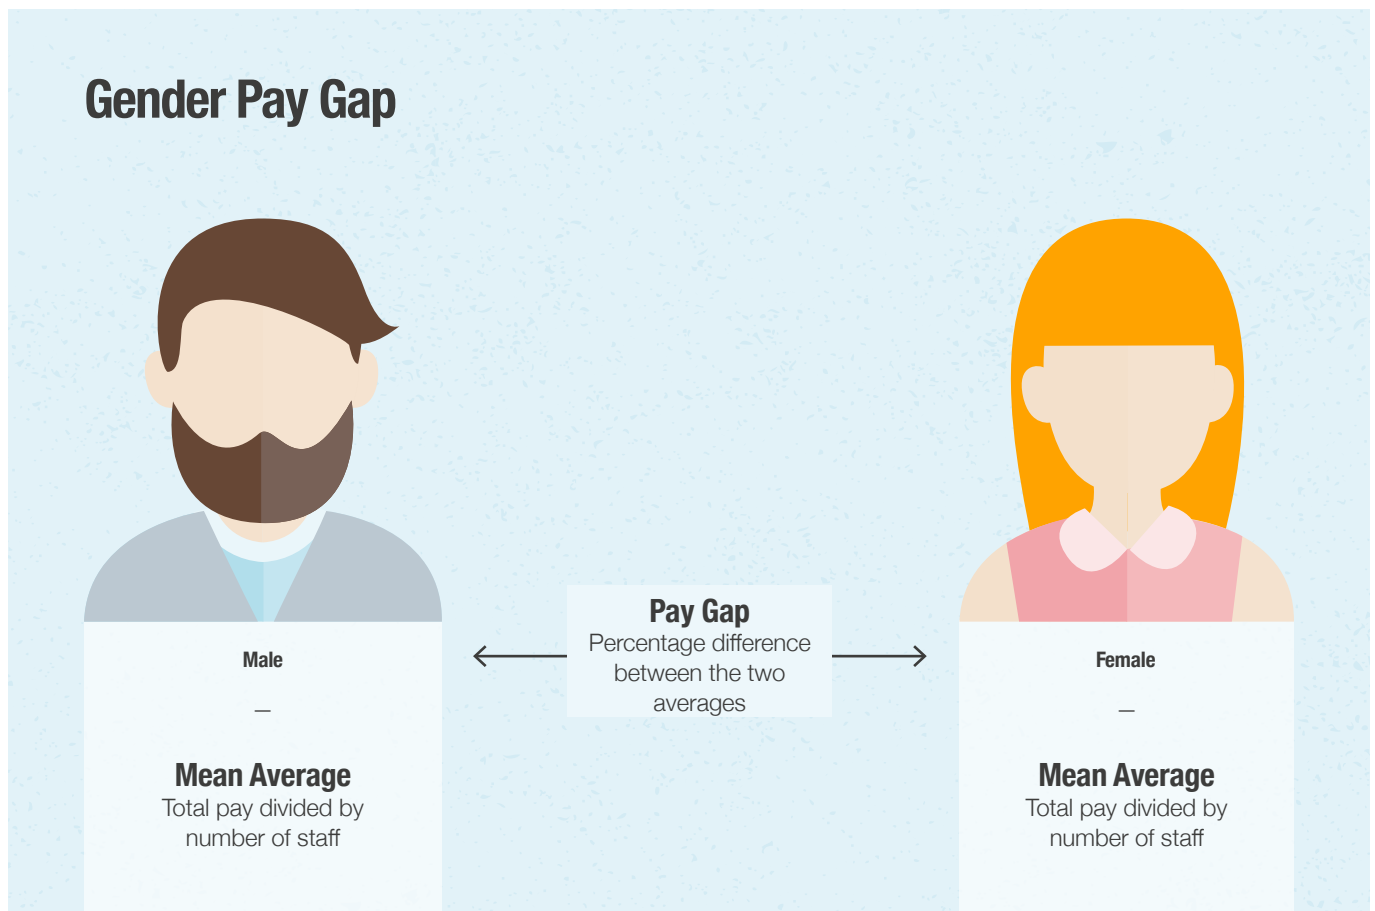 Gender Pay Gap
Pay Gap
Percentage difference
between the two
averages
Male
–
Mean Average
Total pay divided by
number of staff
Female
–
Mean Average
Total pay divided by
number of staff